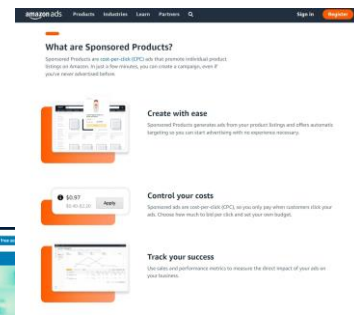 amazon ads Products Industries Learn Partners Sign in Register
What are Sponsored Products?
Sponsored Products are cost-per-click (CPC) ads that promote individual product
listings on Amazon. In just a few minutes, you can create a campaign, even if
you're never advertised before.
Create with ease
Sponsored Products generates ads from your product listings and offers automatic
targeting so you can start advertising with no experience necessary.
$0.97
Apply
Control your costs
Sponsored ads are cost-per-click (CPC), so you only pay when customers click your
ads. Choose how much to bid per click and set your own budget.
Track your success
Use sales and performance metrics to measure the direct impact of your ads on
your business.